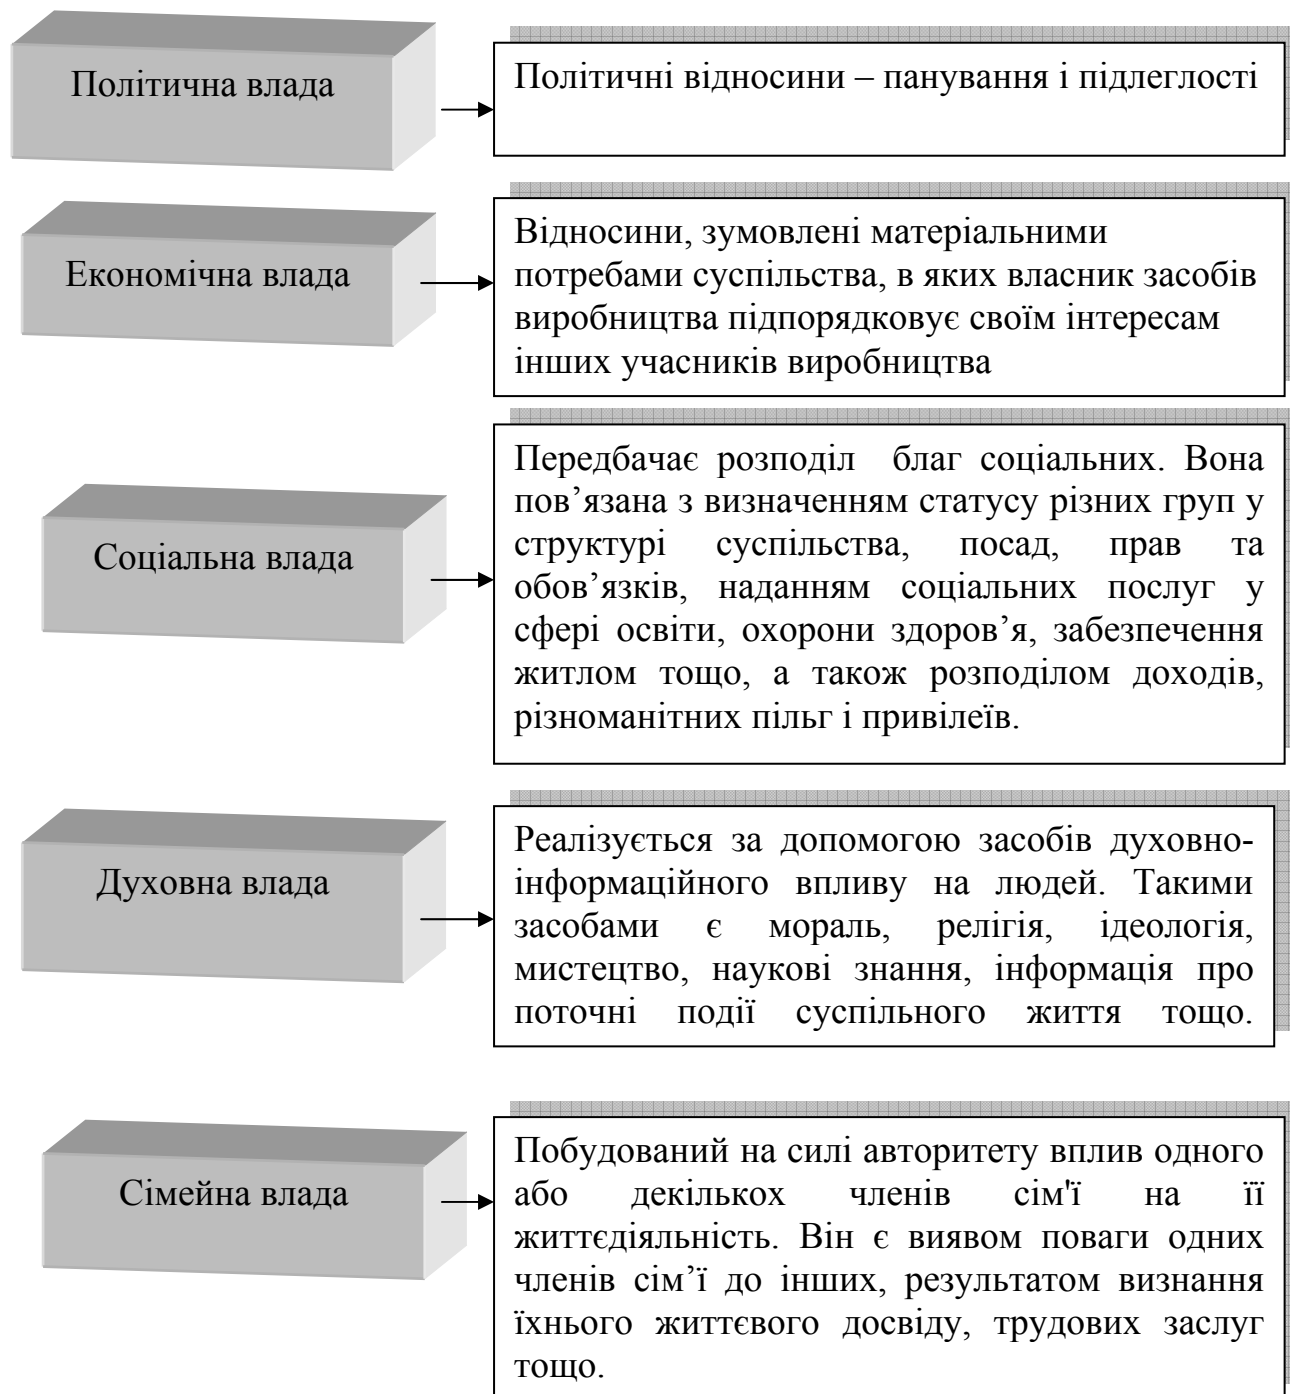 Політична влада
Політичні відносини – панування і підлеглості
Економічна влада
Відносини, зумовлені матеріальними
потребами суспільства, в яких власник засобів
виробництва підпорядковує своїм інтересам
інших учасників виробництва
Соціальна влада
Передбачає розподіл благ соціальних. Вона
пов’язана з визначенням статусу різних груп у
структурі суспільства, посад, прав та
обов’язків, наданням соціальних послуг у
сфері освіти, охорони здоров’я, забезпечення
житлом тощо, а також розподілом доходів,
різноманітних пільг і привілеїв.
Духовна влада
Реалізується за допомогою засобів духовно-
інформаційного впливу на людей. Такими
засобами є мораль, релігія, ідеологія,
мистецтво, наукові знання, інформація про
поточні події суспільного життя тощо.
Сімейна влада
Побудований на силі авторитету вплив одного
або декількох членів сім'ї на її
життєдіяльність. Він є виявом поваги одних
членів сім’ї до інших, результатом визнання
їхнього життєвого досвіду, трудових заслуг
тощо.